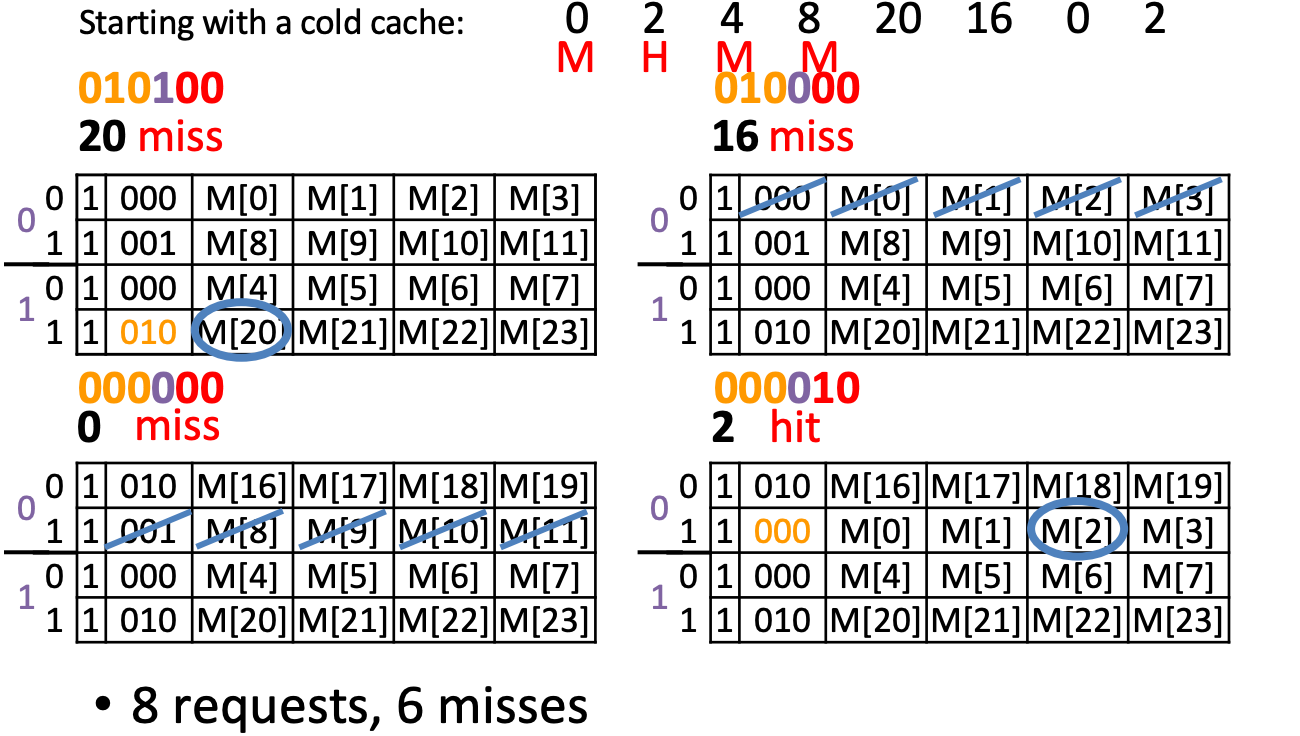 Starting with a cold cache: 0 2 4 8 20 16 0 2
M H M M
010100
20 miss
0
0 1 000 M[0] M[1] M[2] M[3]
1 1 001 M[8] M[9] M[10] M[11]
1
0 1 000 M[4] M[5] M[6] M[7]
1 1 010 M[20] M[21] M[22] M[23]
010000
16 miss
0
0 1 000 M[0] M[1] M[2] M[3]
1 1 001 M[8] M[9] M[10] M[11]
1
0 1 000 M[4] M[5] M[6] M[7]
1 1 010 M[20] M[21] M[22] M[23]
000000
0 miss
0
0 1 010 M[16] M[17] M[18] M[19]
1 1 001 M[8] M[9] M[10] M[11]
1
0 1 000 M[4] M[5] M[6] M[7]
1 1 010 M[20] M[21] M[22] M[23]
000010
2 hit
0
0 1 010 M[16] M[17] M[18] M[19]
1 1 000 M[0] M[1] M[2] M[3]
1
0 1 000 M[4] M[5] M[6] M[7]
1 1 010 M[20] M[21] M[22] M[23]
• 8 requests, 6 misses